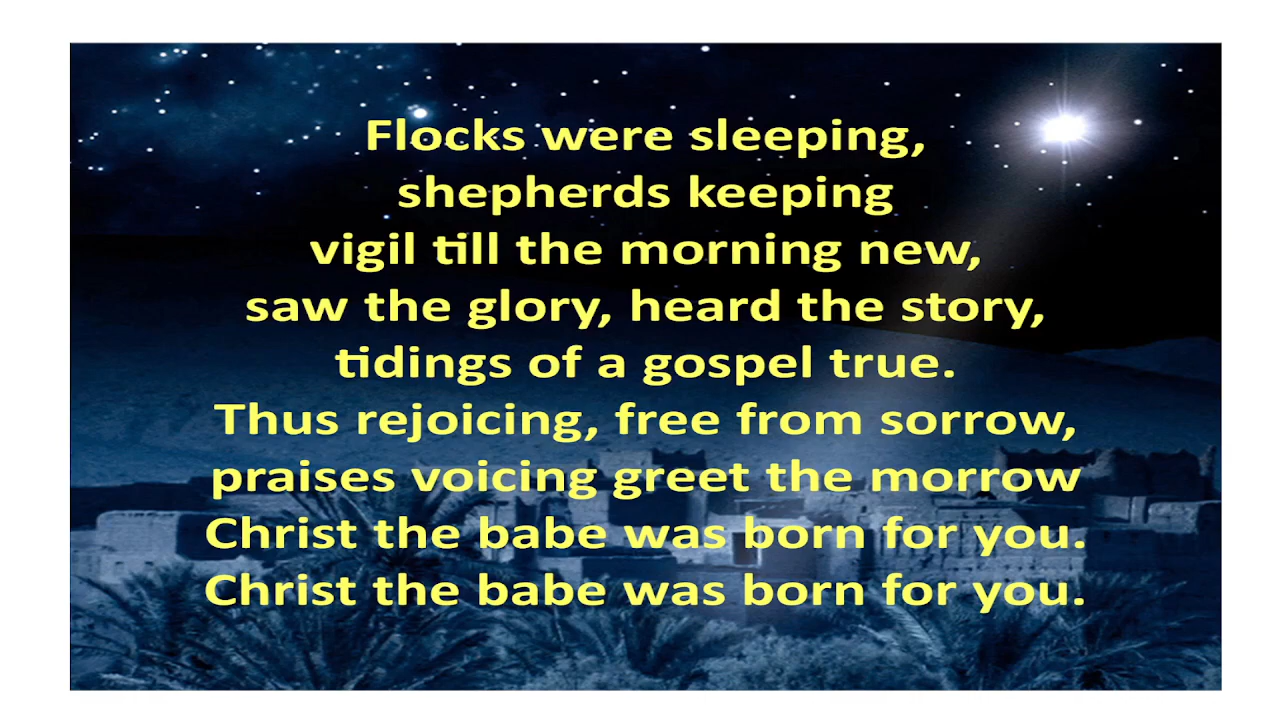 Flocks were sleeping,
shepherds keeping
vigil till the morning new,
saw the glory, heard the story,
tidings of a gospel true.
Thus rejoicing, free from sorrow,
praises voicing greet the morrow
Christ the babe was born for you.
Christ the babe was born for you.